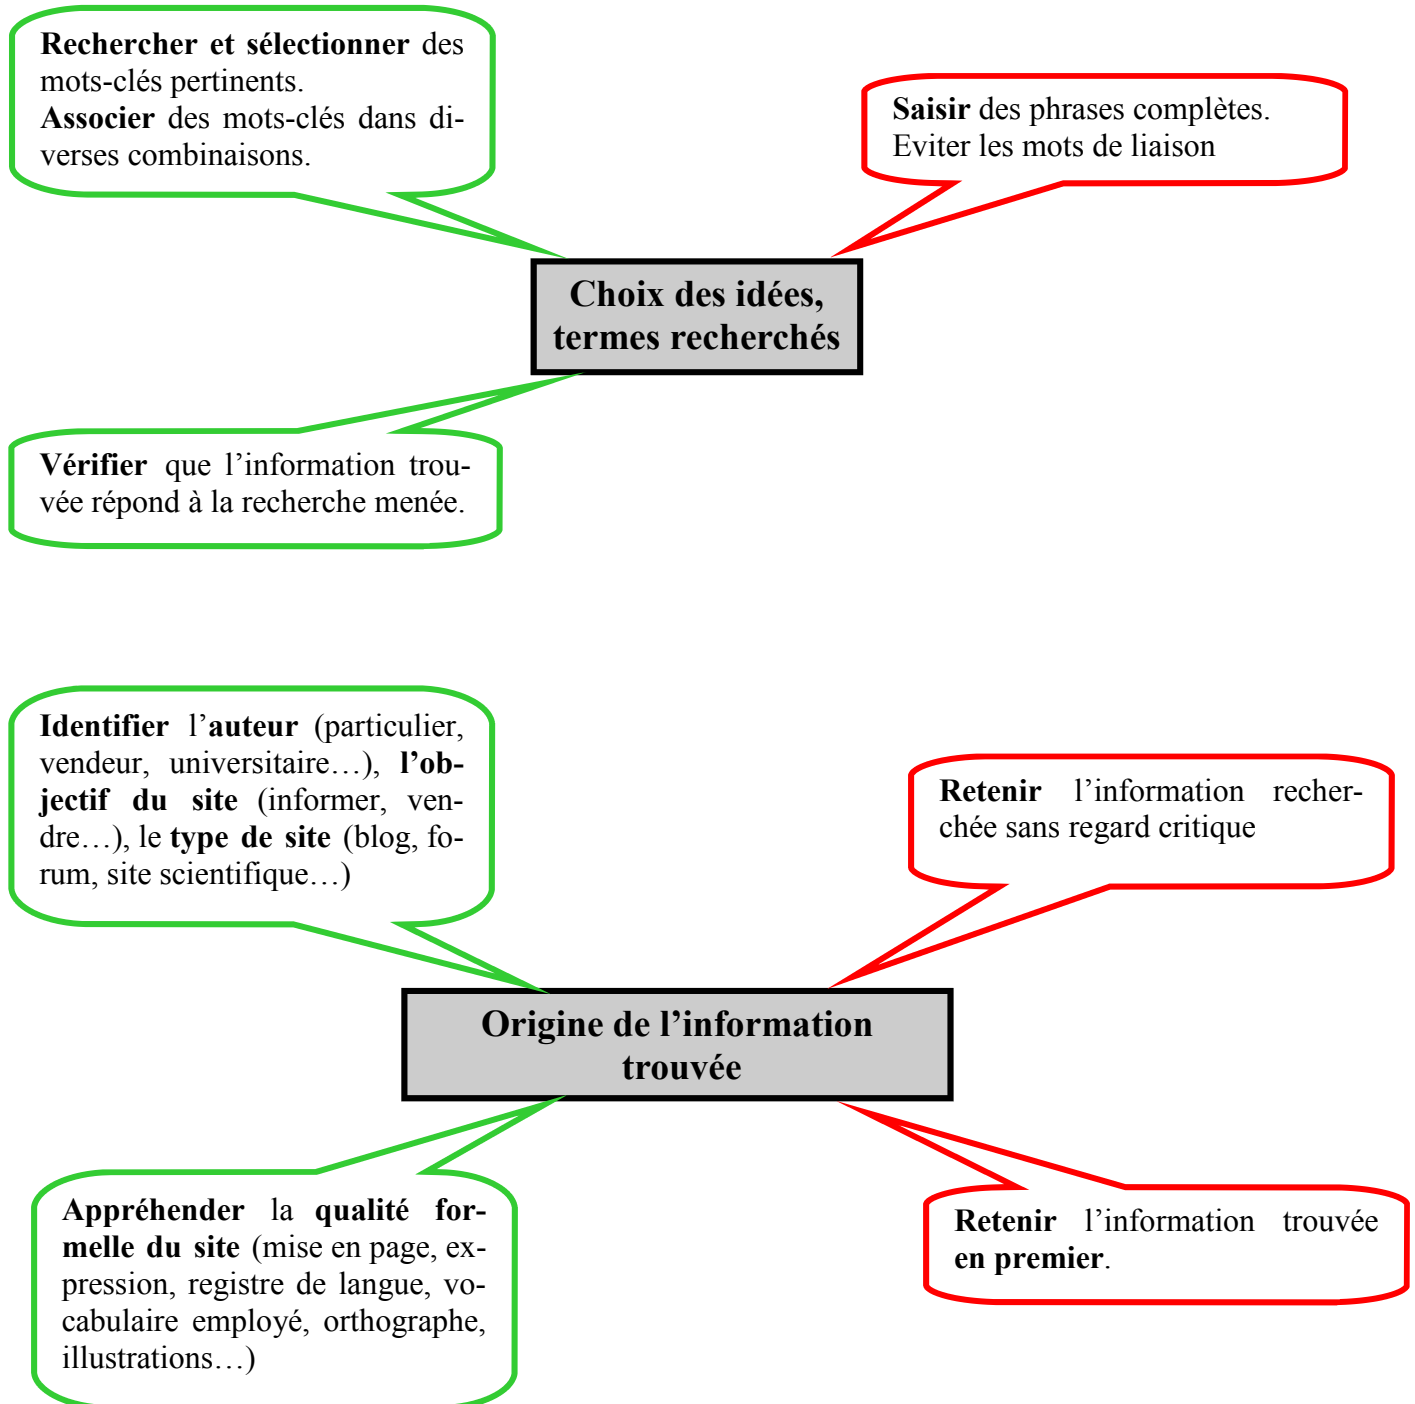 Rechercher et sélectionner des
mots-clés pertinents.
Associer des mots-clés dans di-
verses combinaisons.
Saisir des phrases complètes.
Eviter les mots de liaison
Choix des idées,
termes recherchés
Vérifier que l’information trou-
vée répond à la recherche menée.
Identifier l’auteur (particulier,
vendeur, universitaire…), l’ob-
jectif du site (informer, ven-
dre…), le type de site (blog, fo-
rum, site scientifique…)
Retenir l’information recher-
chée sans regard critique
Origine de l’information
trouvée
Appréhender la qualité for-
melle du site (mise en page, ex-
pression, registre de langue, vo-
cabulaire employé, orthographe,
illustrations…)
Retenir l’information trouvée
en premier.